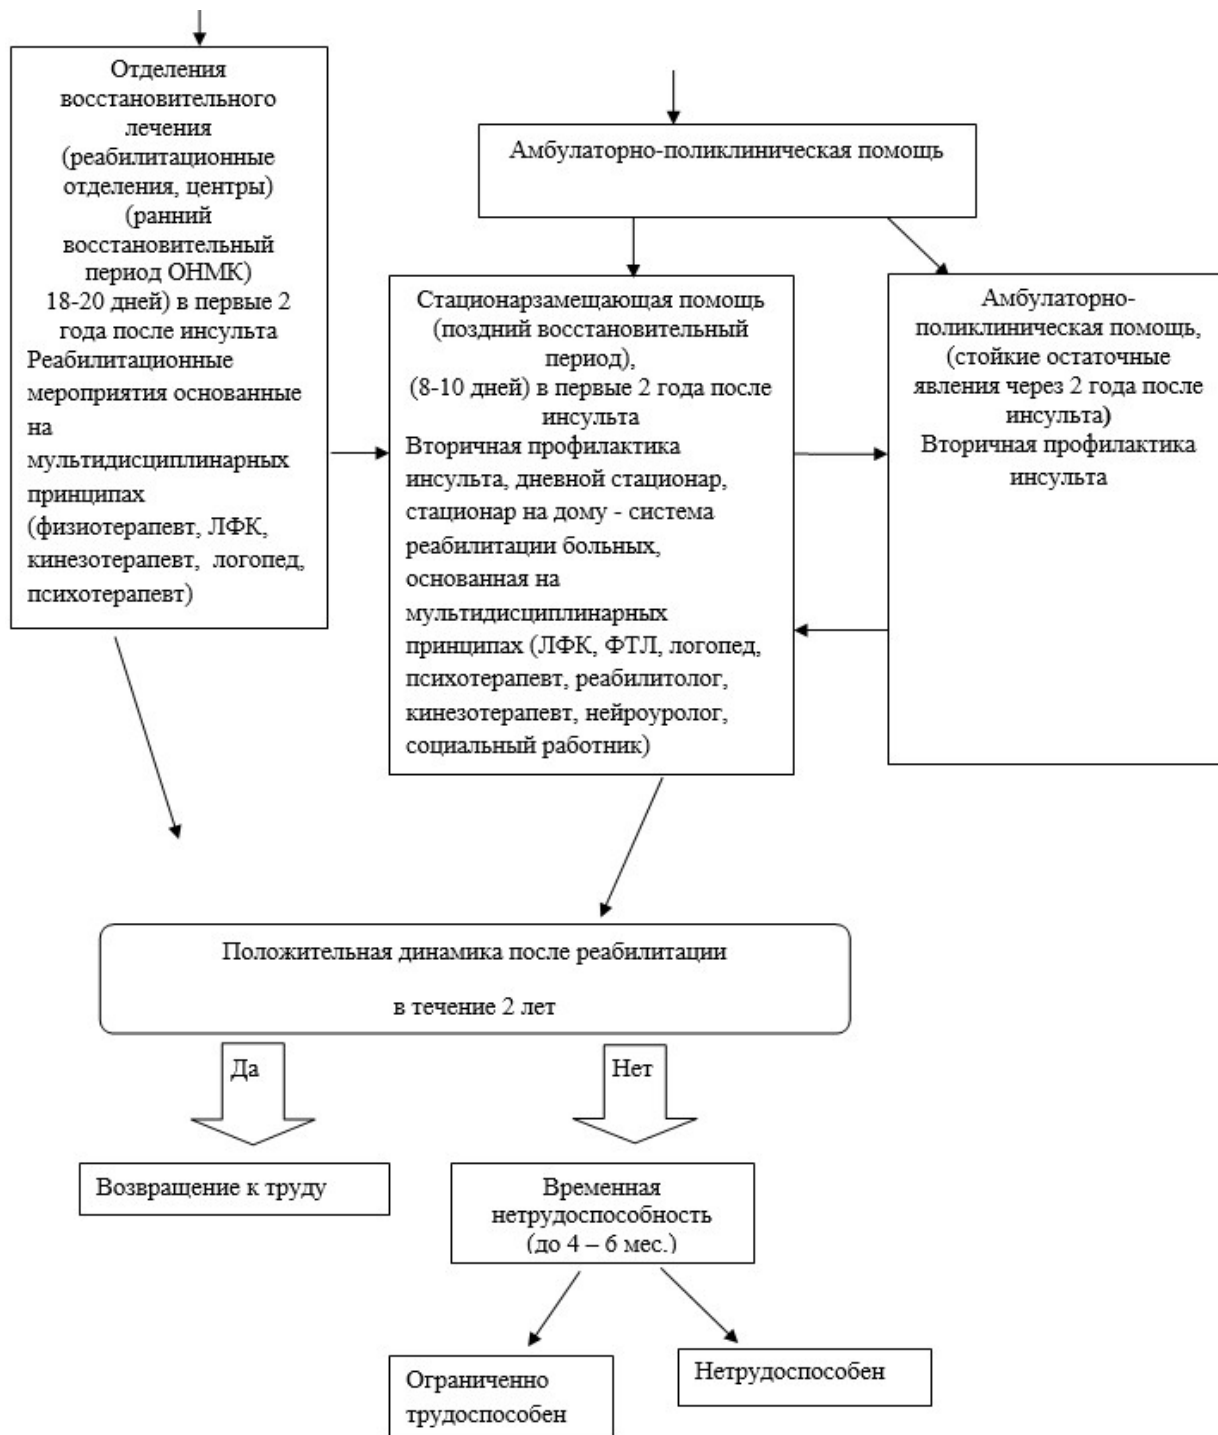 Отделения
восстановительного
лечения
(реабилитационные
отделения, центры)
(ранний
восстановительный
период ОНМК)
18-20 дней) в первые 2
года после инсульта
Реабилитационные
мероприятия основанные
на
мультидисциплинарных
принципах
(физиотерапевт, ЛФК,
кинезотерапевт, логопед,
психотерапевт)
Амбулаторно-поликлиническая помощь
Стационарзамещающая помощь
(поздний восстановительный
период),
(8-10 дней) в первые 2 года после
инсульта
Вторичная профилактика
инсульта, дневной стационар,
стационар на дому - система
реабилитации больных,
основанная на
мультидисциплинарных
принципах (ЛФК, ФТЛ, логопед,
психотерапевт, реабилитолог,
кинезотерапевт, нейроуролог,
социальный работник)
Амбулаторно-
поликлиническая помощь,
(стойкие остаточные
явления через 2 года после
инсульта)
Вторичная профилактика
инсульта
Положительная динамика после реабилитации
в течение 2 лет
Да
Нет
Возвращение к труду
Временная
нетрудоспособность
(до 4 – 6 мес.)
Ограниченно
трудоспособен
Нетрудоспособен